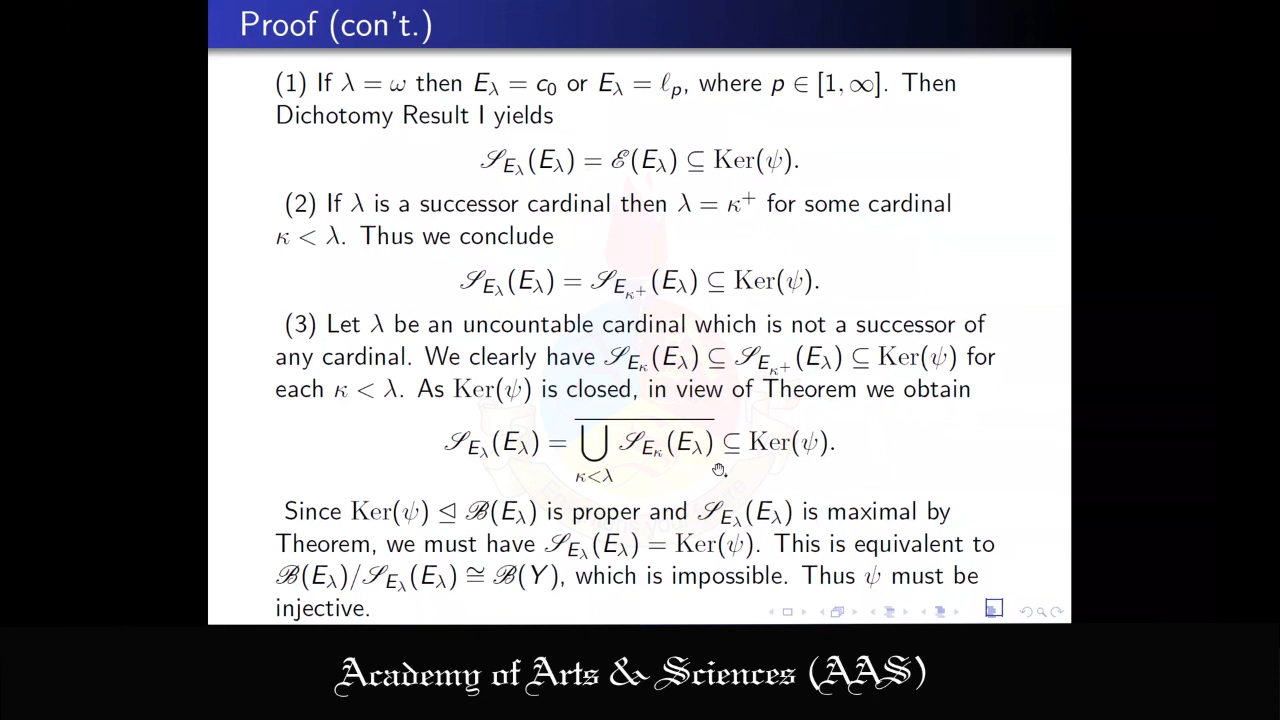 Proof (con't.)
(1) If λ = ω then E_λ = c_0 or E_λ = ℓ_p, where p ∈ [1, ∞]. Then
Dichotomy Result I yields
𝒮_{E_λ}(E_λ) = ℰ(E_λ) ⊆ Ker(ψ).
(2) If λ is a successor cardinal then λ = κ⁺ for some cardinal
κ < λ. Thus we conclude
𝒮_{E_λ}(E_λ) = 𝒮_{E_{κ⁺}}(E_λ) ⊆ Ker(ψ).
(3) Let λ be an uncountable cardinal which is not a successor of
any cardinal. We clearly have 𝒮_{E_κ}(E_λ) ⊆ 𝒮_{E_{κ⁺}}(E_λ) ⊆ Ker(ψ) for
each κ < λ. As Ker(ψ) is closed, in view of Theorem we obtain
𝒮_{E_λ}(E_λ) = \overline{⋃_{κ<λ} 𝒮_{E_κ}(E_λ)} ⊆ Ker(ψ).
Since Ker(ψ) ⊴ ℬ(E_λ) is proper and 𝒮_{E_λ}(E_λ) is maximal by
Theorem, we must have 𝒮_{E_λ}(E_λ) = Ker(ψ). This is equivalent to
ℬ(E_λ)/𝒮_{E_λ}(E_λ) ≅ ℬ(Y), which is impossible. Thus ψ must be
injective.
Academy of Arts & Sciences (AAS)